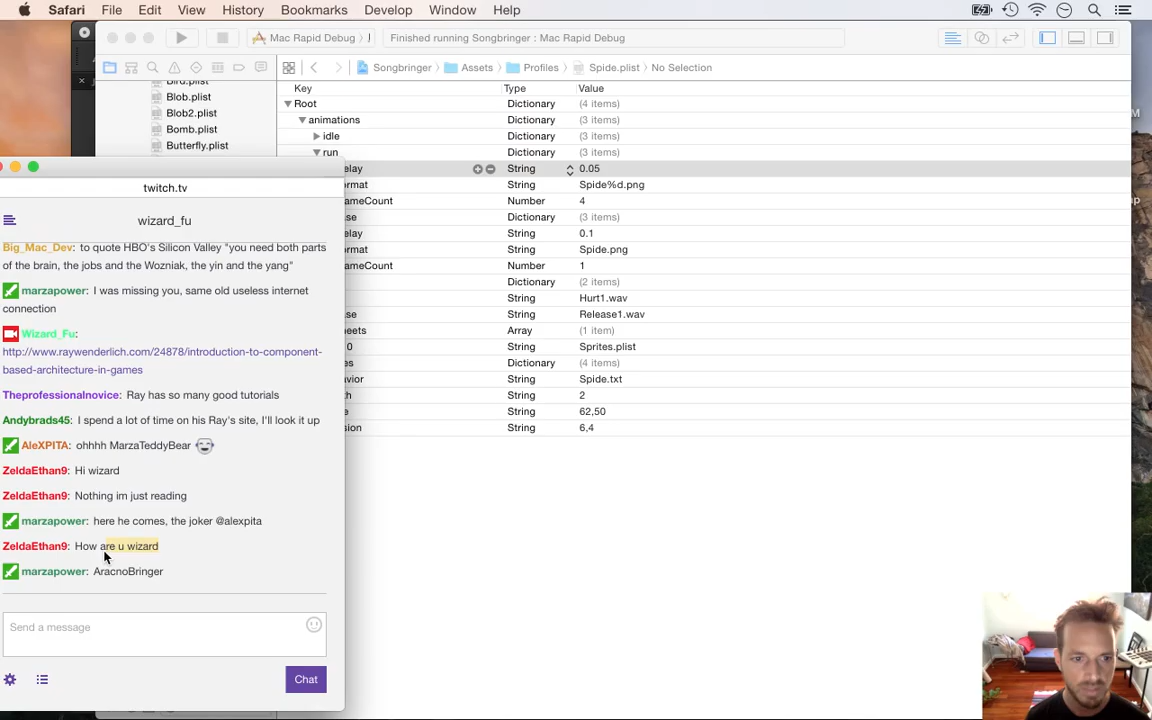 Safari File Edit View History Bookmarks Develop Window Help
Mac Rapid Debug
Finished running Songbringer : Mac Rapid Debug
Songbringer Assets Profiles Spide.plist No Selection
Bird.plist
Blob.plist
Blob2.plist
Bomb.plist
Butterfly.plist
Key Type Value
Root Dictionary (4 items)
animations Dictionary (3 items)
idle Dictionary (3 items)
run Dictionary (3 items)
elay String 0.05
ormat String Spide%d.png
ameCount Number 4
ase Dictionary (3 items)
elay String 0.1
ormat String Spide.png
ameCount Number 1
Dictionary (2 items)
String Hurt1.wav
ase String Release1.wav
eets Array (1 item)
0 String Sprites.plist
es Dictionary (4 items)
avior String Spide.txt
th String 2
e String 62,50
sion String 6,4
twitch.tv
wizard_fu
Big_Mac_Dev: to quote HBO's Silicon Valley "you need both parts
of the brain, the jobs and the Wozniak, the yin and the yang"
marzapower: I was missing you, same old useless internet
connection
Wizard_Fu:
http://www.raywenderlich.com/24878/introduction-to-component-
based-architecture-in-games
Theprofessionalnovice: Ray has so many good tutorials
Andybrads45: I spend a lot of time on his Ray's site, I'll look it up
AleXPITA: ohhhh MarzaTeddyBear
ZeldaEthan9: Hi wizard
ZeldaEthan9: Nothing im just reading
marzapower: here he comes, the joker @alexpita
ZeldaEthan9: How are u wizard
marzapower: AracnoBringer
Send a message
Chat